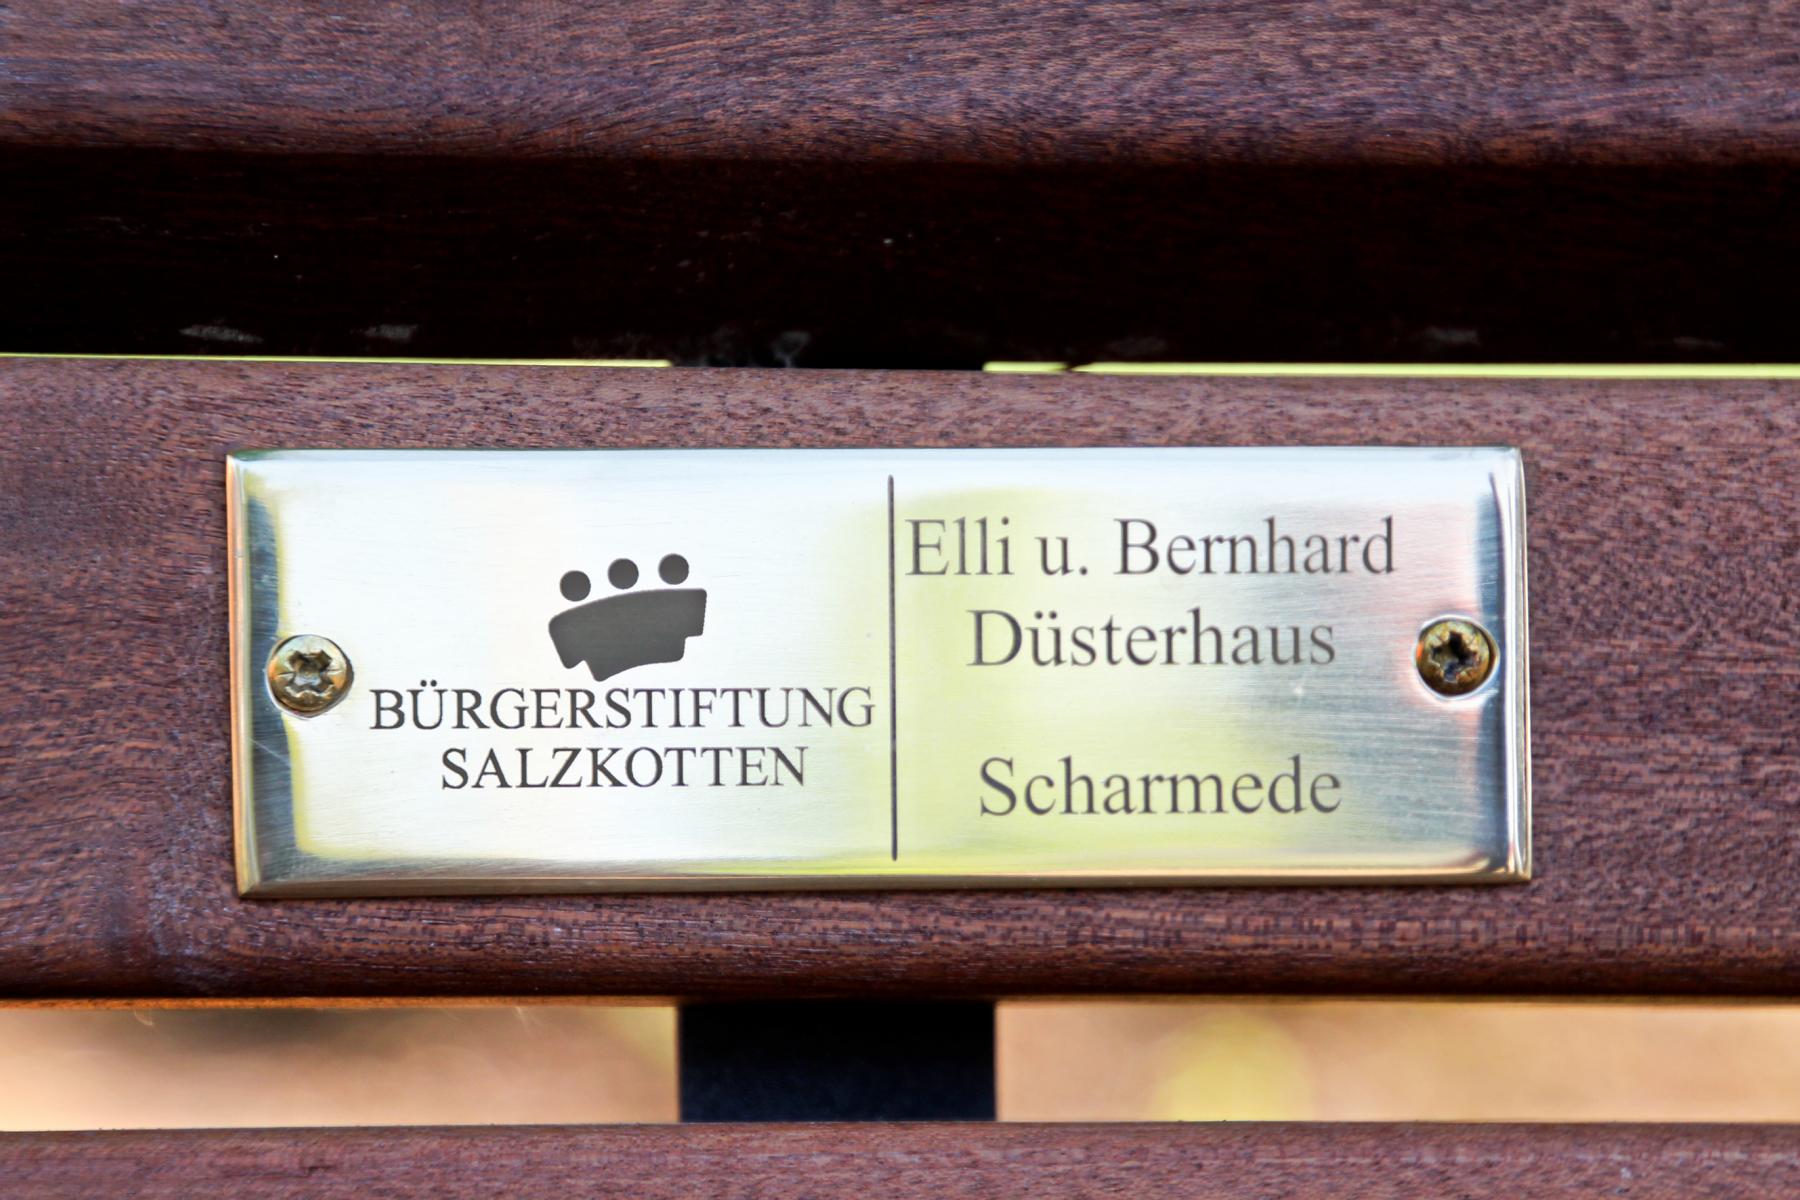 BÜRGERSTIFTUNG
SALZKOTTEN
Elli u. Bernhard
Düsterhaus
Scharmede